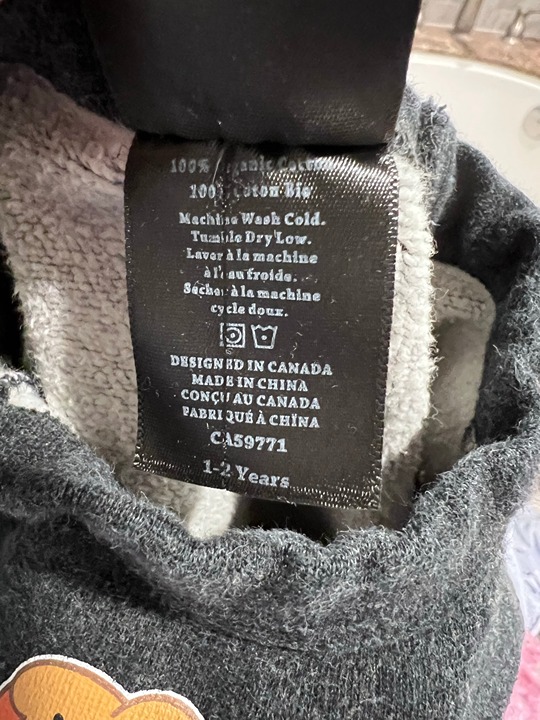 100% Organic Cotton
100% Coton Bio
Machine Wash Cold.
Tumble Dry Low.
Laver à la machine
à l'eau froide.
Sécher à la machine
cycle doux.
DESIGNED IN CANADA
MADE IN CHINA
CONÇU AU CANADA
FABRIQUÉ À CHINA
CA59771
1-2 Years